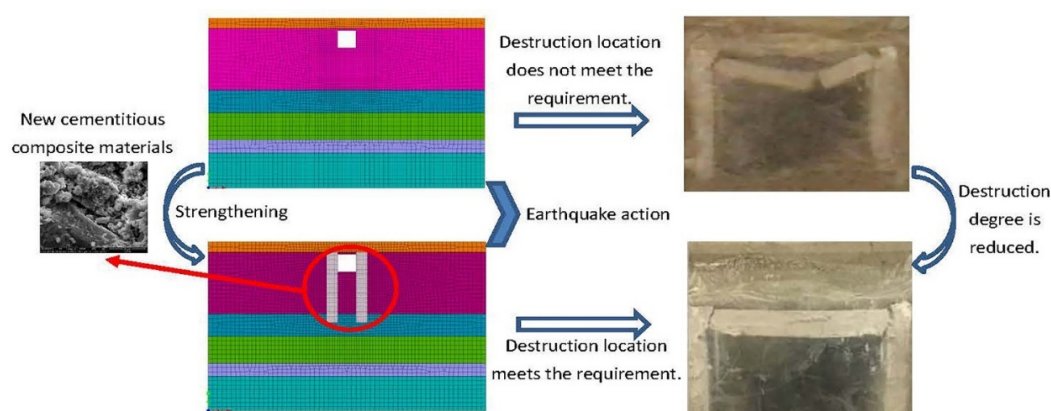 Destruction location
does not meet the
requirement.
New cementitious
composite materials
Strengthening
Earthquake action
Destruction
degree is
reduced.
Destruction location
meets the requirement.